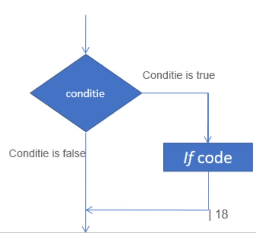 Conditie is true
conditie
Conditie is false
If code
| 18